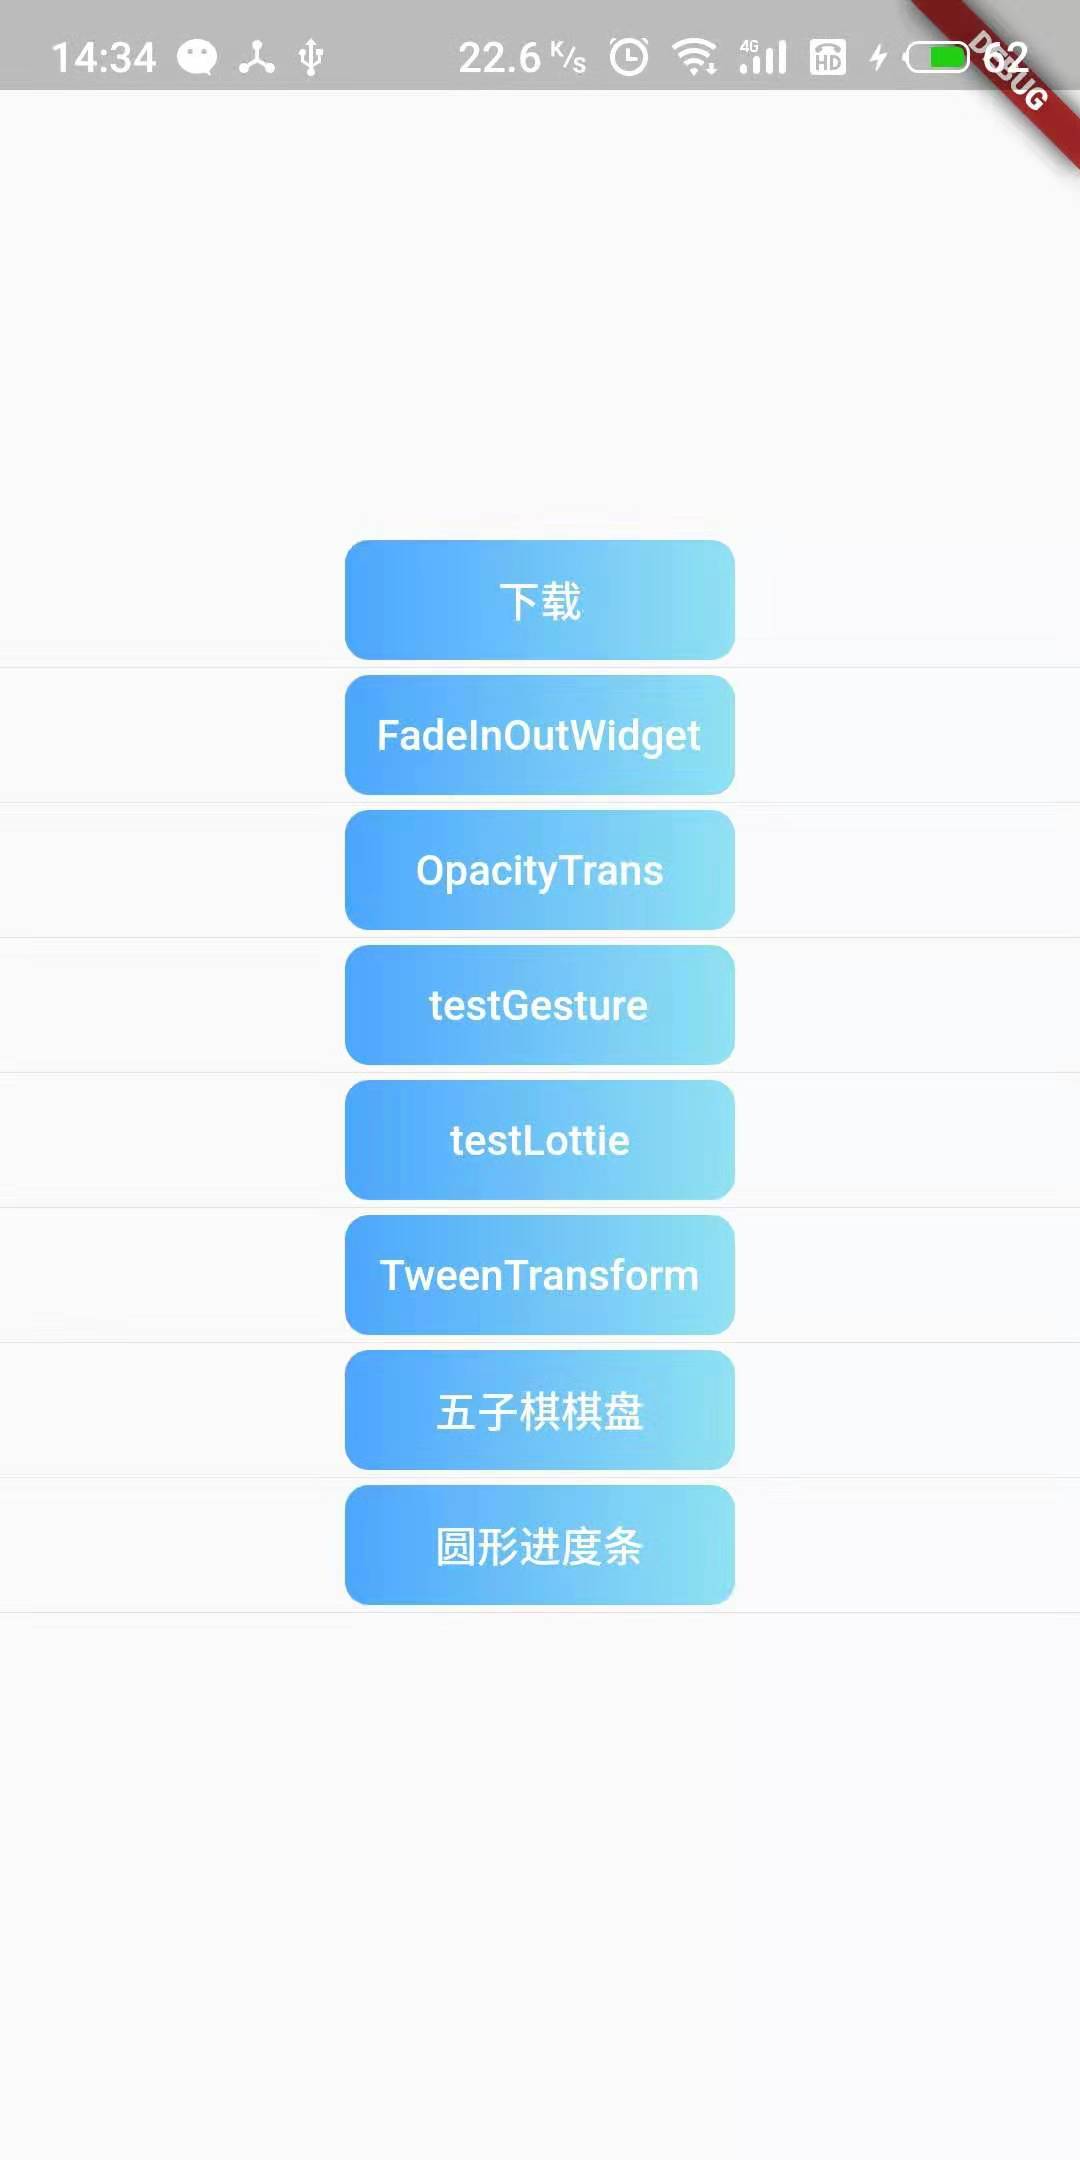 14:34 22.6 K/s 4G HD 62
DEBUG
下载
FadeInOutWidget
OpacityTrans
testGesture
testLottie
TweenTransform
五子棋棋盘
圆形进度条